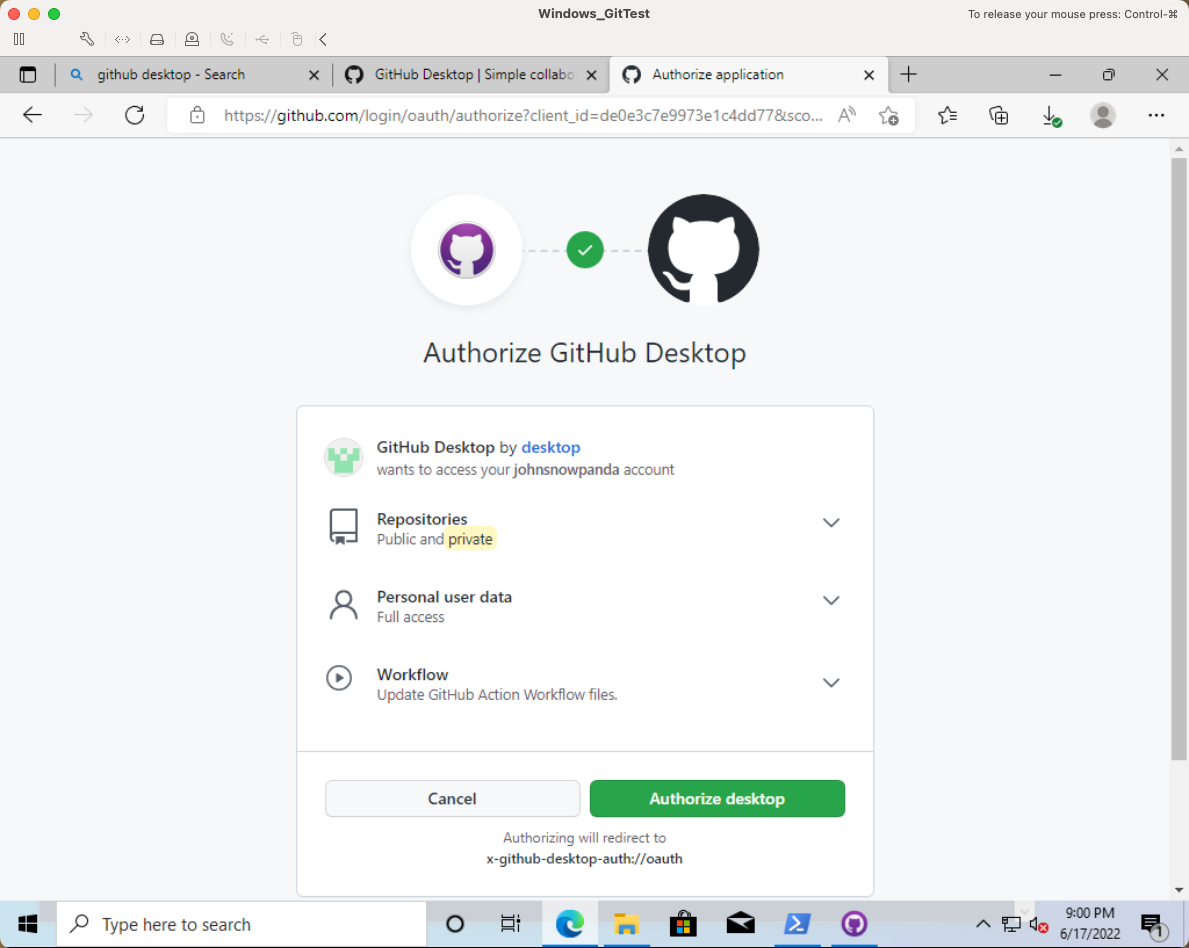 Windows_GitTest
To release your mouse press: Control-⌘
github desktop - Search
GitHub Desktop | Simple collabo
Authorize application
https://github.com/login/oauth/authorize?client_id=de0e3c7e9973e1c4dd77&sco...
Authorize GitHub Desktop
GitHub Desktop by desktop
wants to access your johnsnowpanda account
Repositories
Public and private
Personal user data
Full access
Workflow
Update GitHub Action Workflow files.
Cancel
Authorize desktop
Authorizing will redirect to
x-github-desktop-auth://oauth
Type here to search
9:00 PM
6/17/2022
1